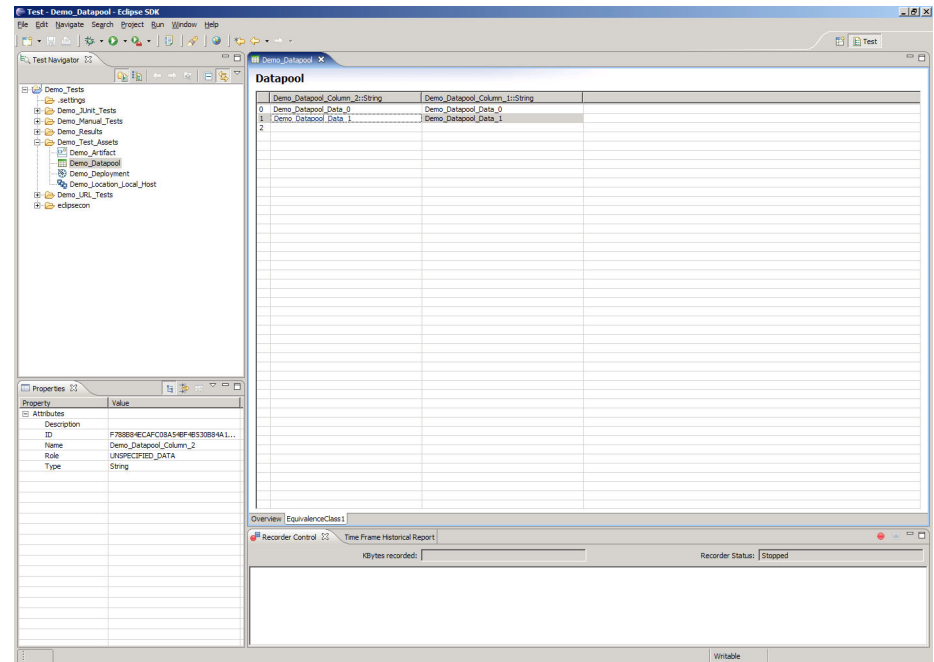 Test - Demo_Datapool - Eclipse SDK
File Edit Navigate Search Project Run Window Help
Test
Test Navigator
Demo_Tests
.settings
Demo_JUnit_Tests
Demo_Manual_Tests
Demo_Results
Demo_Test_Assets
Demo_Artifact
Demo_Datapool
Demo_Deployment
Demo_Location_Local_Host
Demo_URL_Tests
eclipsecon
Demo_Datapool
Datapool
Demo_Datapool_Column_2::String Demo_Datapool_Column_1::String
0 Demo_Datapool_Data_0 Demo_Datapool_Data_0
1 Demo_Datapool_Data_1 Demo_Datapool_Data_1
2
Overview EquivalenceClass1
Properties
Property Value
Attributes
Description
ID
Name Demo_Datapool_Column_2
Role UNSPECIFIED_DATA
Type String
Recorder Control Time Frame Historical Report
KBytes recorded: Recorder Status: Stopped
Writable